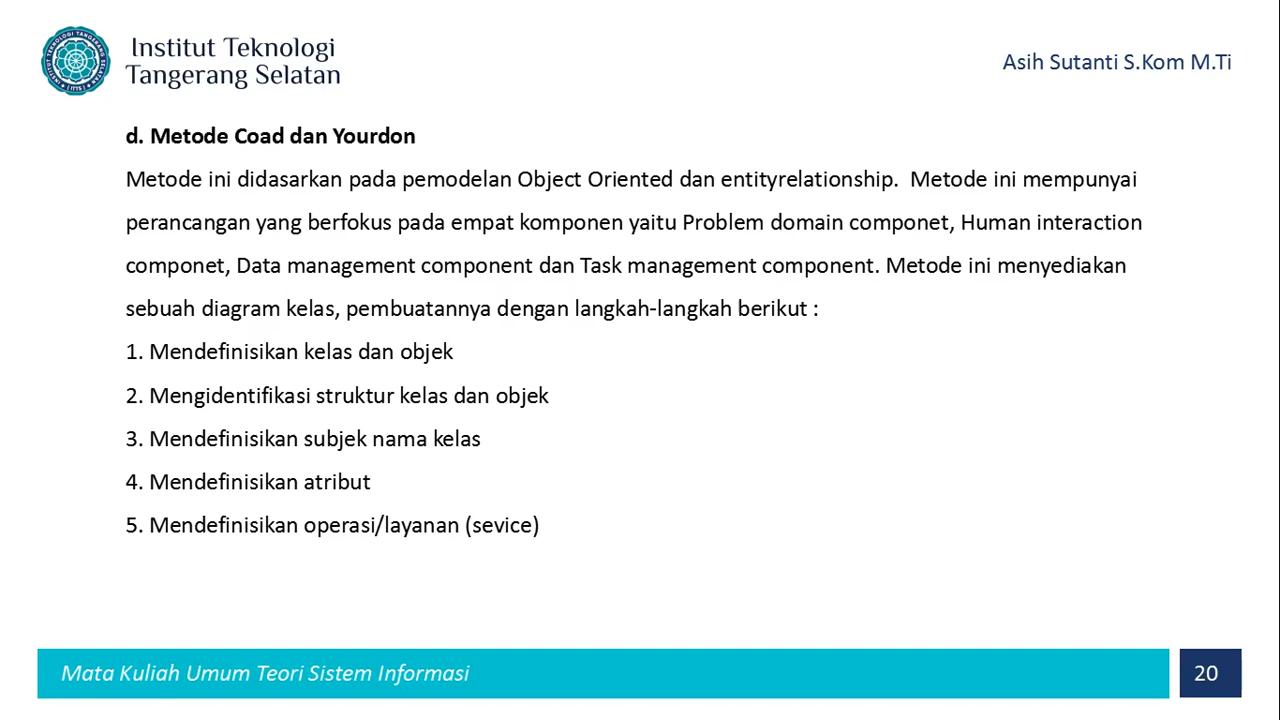 Institut Teknologi
Tangerang Selatan
Asih Sutanti S.Kom M.Ti
d. Metode Coad dan Yourdon
Metode ini didasarkan pada pemodelan Object Oriented dan entityrelationship.  Metode ini mempunyai
perancangan yang berfokus pada empat komponen yaitu Problem domain componet, Human interaction
componet, Data management component dan Task management component. Metode ini menyediakan
sebuah diagram kelas, pembuatannya dengan langkah-langkah berikut :
1. Mendefinisikan kelas dan objek
2. Mengidentifikasi struktur kelas dan objek
3. Mendefinisikan subjek nama kelas
4. Mendefinisikan atribut
5. Mendefinisikan operasi/layanan (sevice)
Mata Kuliah Umum Teori Sistem Informasi
20